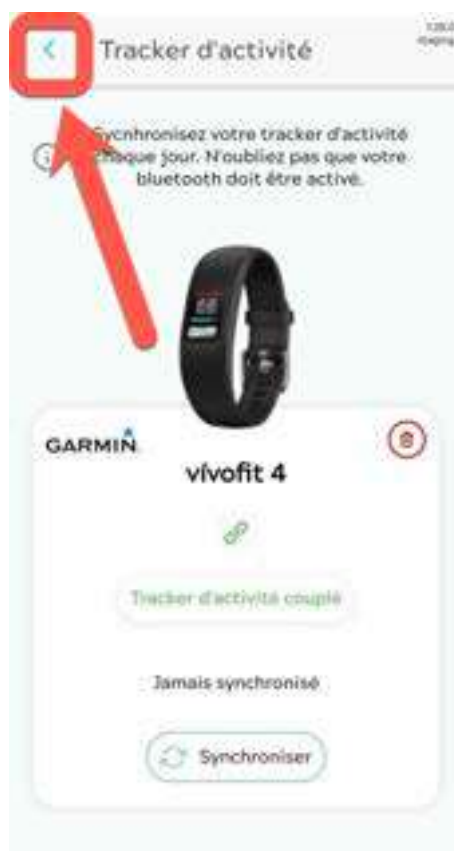 Tracker d'activité
Sycnhronisez votre tracker d'activité
chaque jour. N'oubliez pas que votre
bluetooth doit être activé.
GARMIN
vívofit 4
Tracker d'activité couplé
Jamais synchronisé
Synchroniser